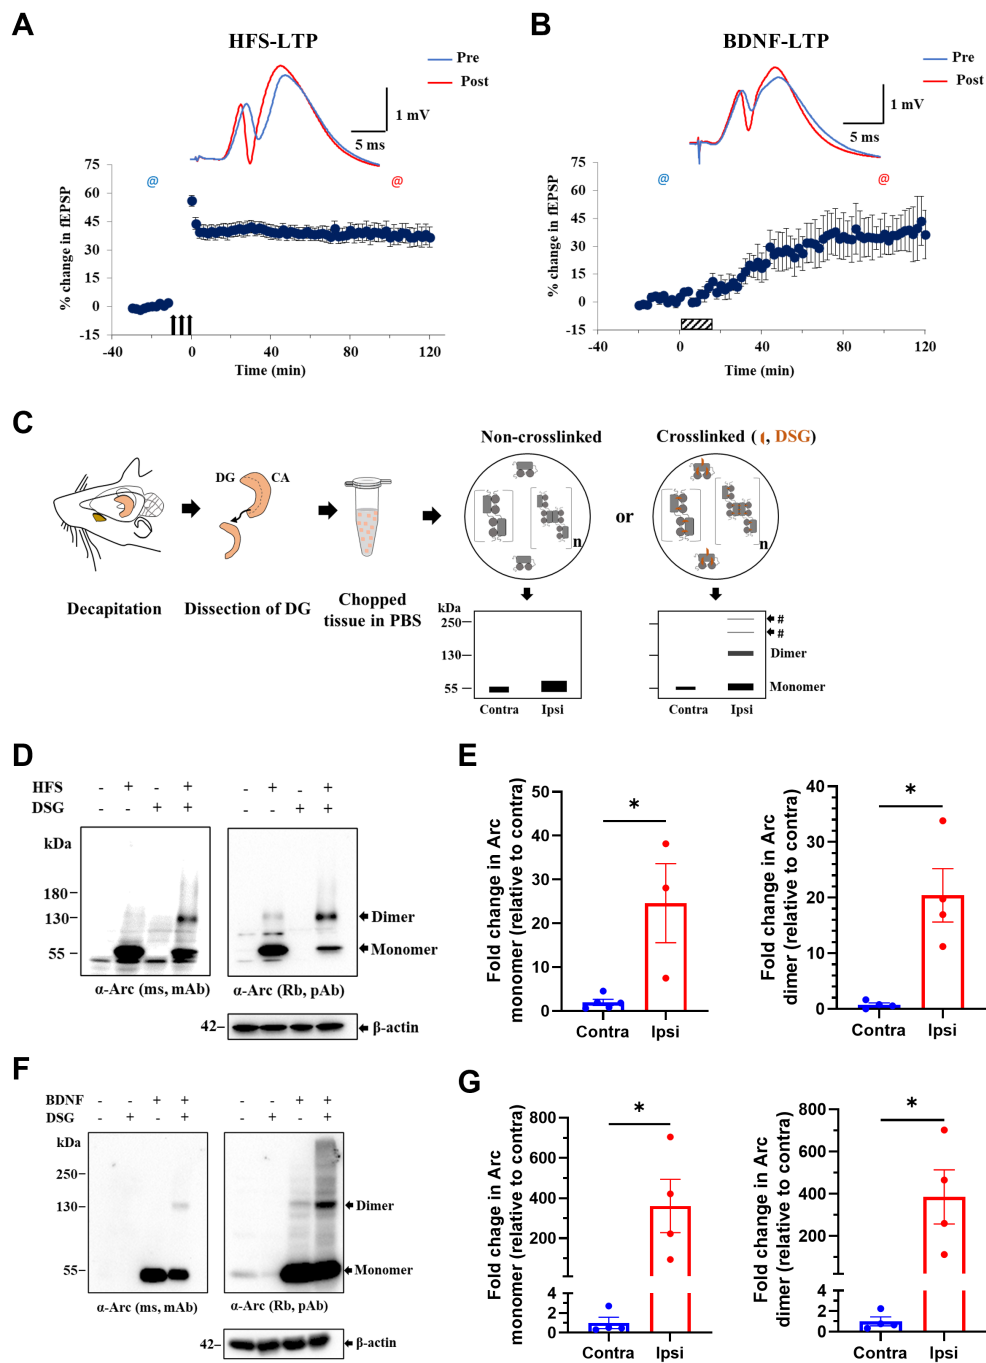 A
HFS-LTP
Pre
Post
1 mV
5 ms
@
@
75
60
45
30
15
0
-15
% change in fEPSP
-40
0
40
80
120
Time (min)
B
BDNF-LTP
Pre
Post
1 mV
5 ms
@
@
75
60
45
30
15
0
-15
% change in fEPSP
-40
0
40
80
120
Time (min)
C
Decapitation
DG
CA
Dissection of DG
Chopped
tissue in PBS
Non-crosslinked
n
or
Crosslinked ( , DSG)
n
kDa
250
130
55
Contra
Ipsi
#
#
Dimer
Monomer
Contra
Ipsi
D
HFS - + - + - + - +
DSG - - + + - - + +
kDa
180
130
55
Dimer
Monomer
α-Arc (ms, mAb)
α-Arc (Rb, pAb)
42
β-actin
E
Fold change in Arc
monomer (relative to contra)
50
40
30
20
10
0
*
Contra
Ipsi
Fold change in Arc
dimer (relative to contra)
40
30
20
10
0
*
Contra
Ipsi
F
BDNF - - + + - - + +
DSG - + - + - + - +
kDa
250
130
55
Dimer
Monomer
α-Arc (ms, mAb)
α-Arc (Rb, pAb)
42
β-actin
G
Fold chage in Arc
monomer (relative to contra)
800
600
400
200
4
2
0
*
Contra
Ipsi
Fold change in Arc
dimer (relative to contra)
800
600
400
200
4
2
0
*
Contra
Ipsi